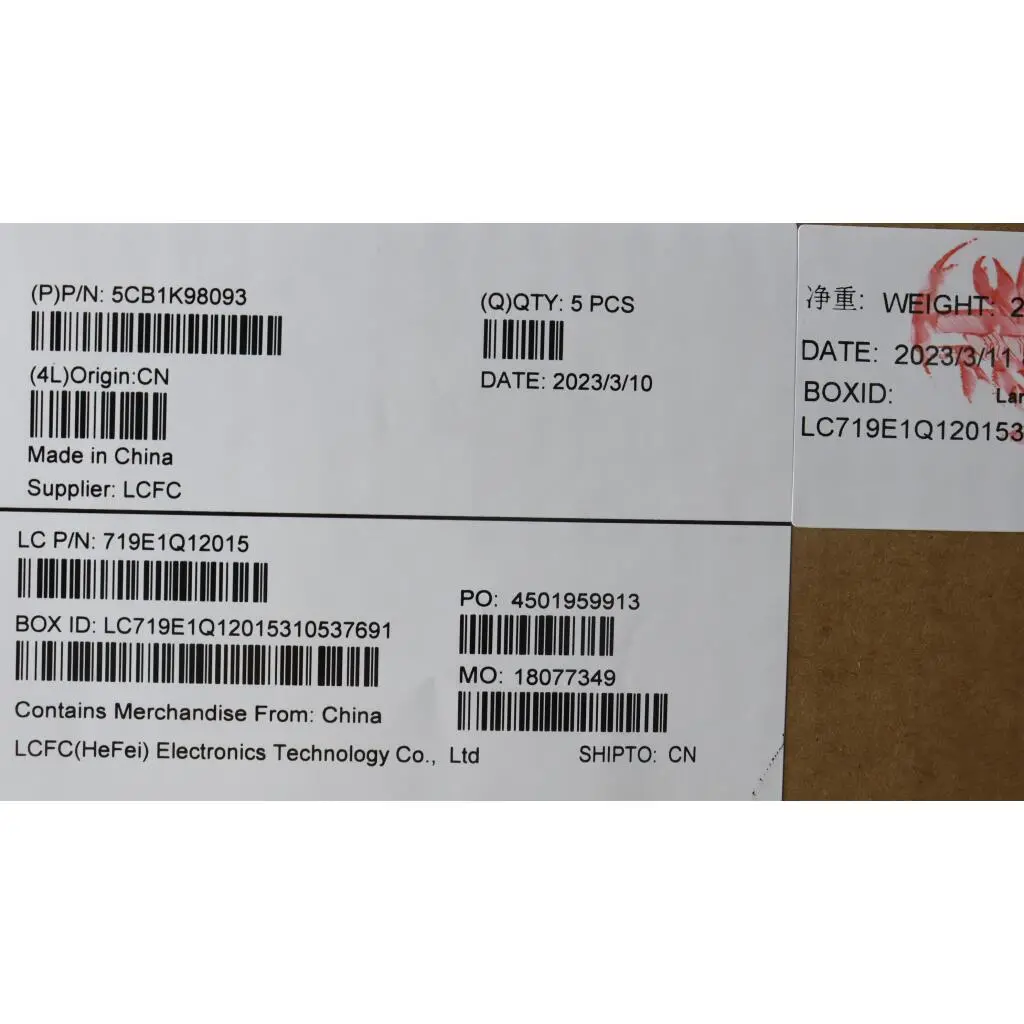 (P)P/N: 5CB1K98093
(Q)QTY: 5 PCS
(4L)Origin:CN
DATE: 2023/3/10
Made in China
Supplier: LCFC
LC P/N: 719E1Q12015
PO: 4501959913
BOX ID: LC719E1Q12015310537691
MO: 18077349
Contains Merchandise From: China
LCFC(HeFei) Electronics Technology Co., Ltd
SHIPTO: CN
净重: WEIGHT: 2
DATE: 2023/3/11
BOXID:
LC719E1Q120153